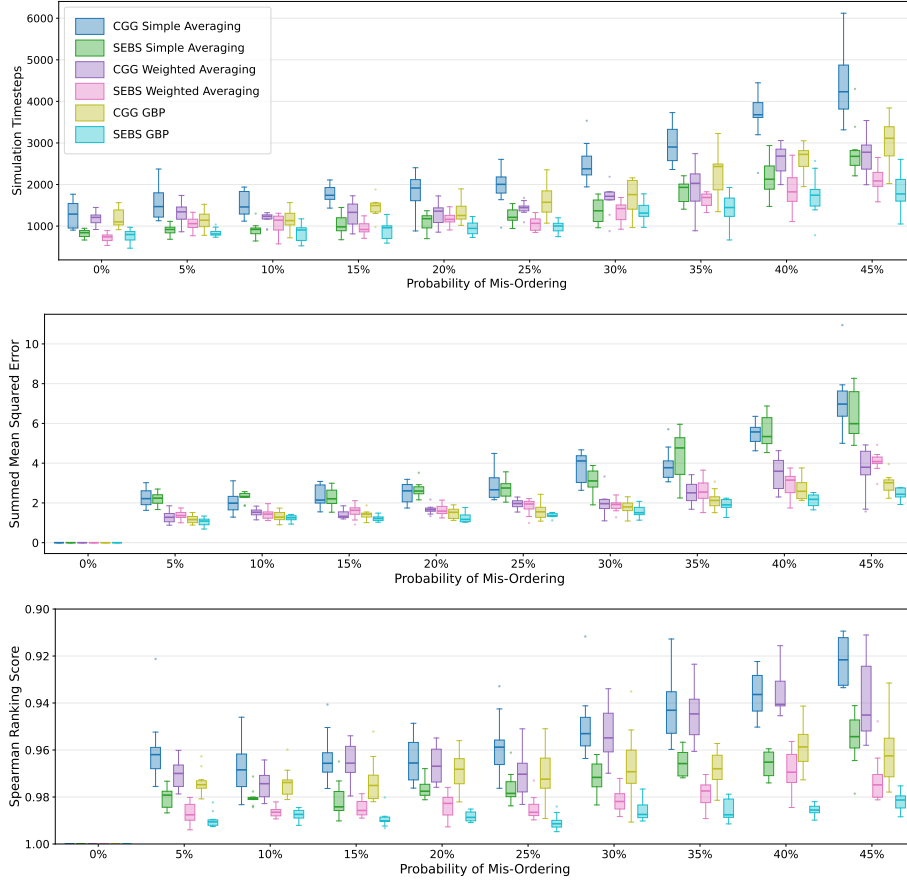 CGG Simple Averaging
SEBS Simple Averaging
CGG Weighted Averaging
SEBS Weighted Averaging
CGG GBP
SEBS GBP
Simulation Timesteps
6000
5000
4000
3000
2000
1000
0% 5% 10% 15% 20% 25% 30% 35% 40% 45%
Probability of Mis-Ordering
Summed Mean Squared Error
10
8
6
4
2
0
0% 5% 10% 15% 20% 25% 30% 35% 40% 45%
Probability of Mis-Ordering
Spearman Ranking Score
0.90
0.92
0.94
0.96
0.98
1.00
0% 5% 10% 15% 20% 25% 30% 35% 40% 45%
Probability of Mis-Ordering